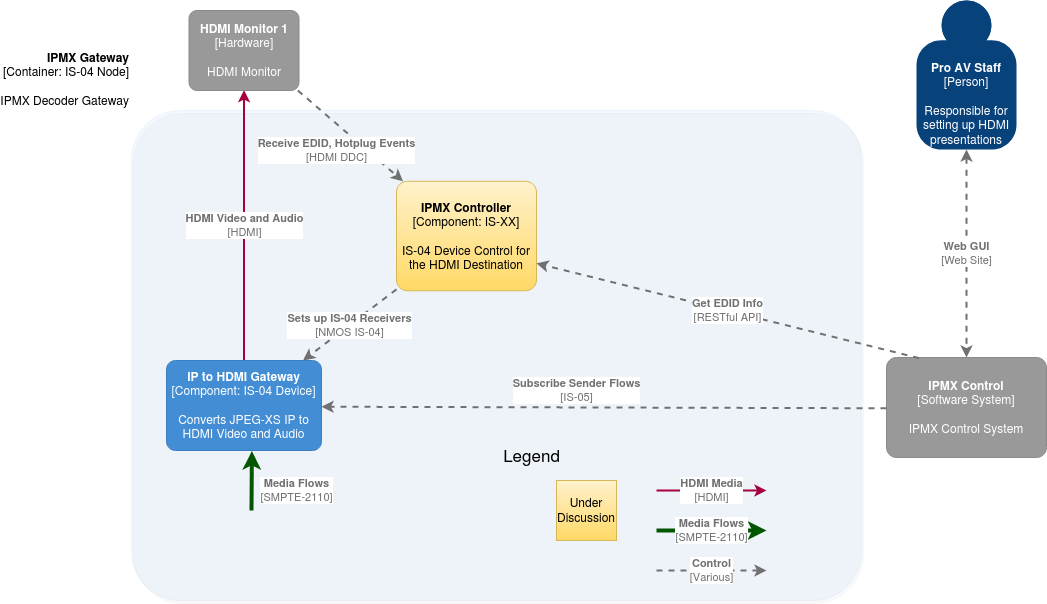 HDMI Monitor 1
[Hardware]
HDMI Monitor
IPMX Gateway
[Container: IS-04 Node]
IPMX Decoder Gateway
Pro AV Staff
[Person]
Responsible for
setting up HDMI
presentations
Receive EDID, Hotplug Events
[HDMI DDC]
IPMX Controller
[Component: IS-XX]
IS-04 Device Control for
the HDMI Destination
HDMI Video and Audio
[HDMI]
Web GUI
[Web Site]
Get EDID Info
[RESTful API]
Sets up IS-04 Receivers
[NMOS IS-04]
IP to HDMI Gateway
[Component: IS-04 Device]
Converts JPEG-XS IP to
HDMI Video and Audio
Subscribe Sender Flows
[IS-05]
IPMX Control
[Software System]
IPMX Control System
Media Flows
[SMPTE-2110]
Legend
Under
Discussion
HDMI Media
[HDMI]
Media Flows
[SMPTE-2110]
Control
[Various]